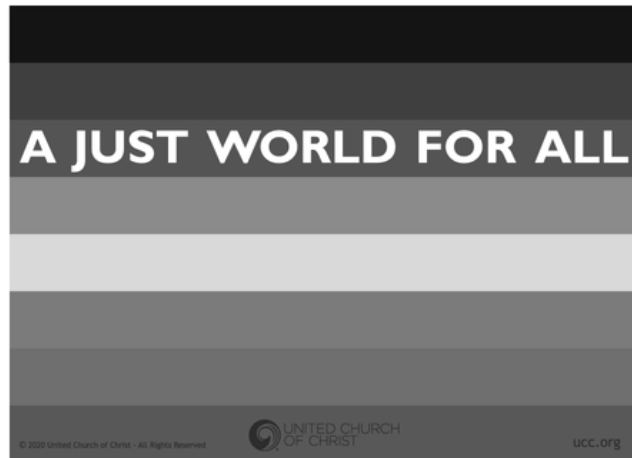 A JUST WORLD FOR ALL
UNITED CHURCH
OF CHRIST
© 2020 United Church of Christ - All Rights Reserved
ucc.org